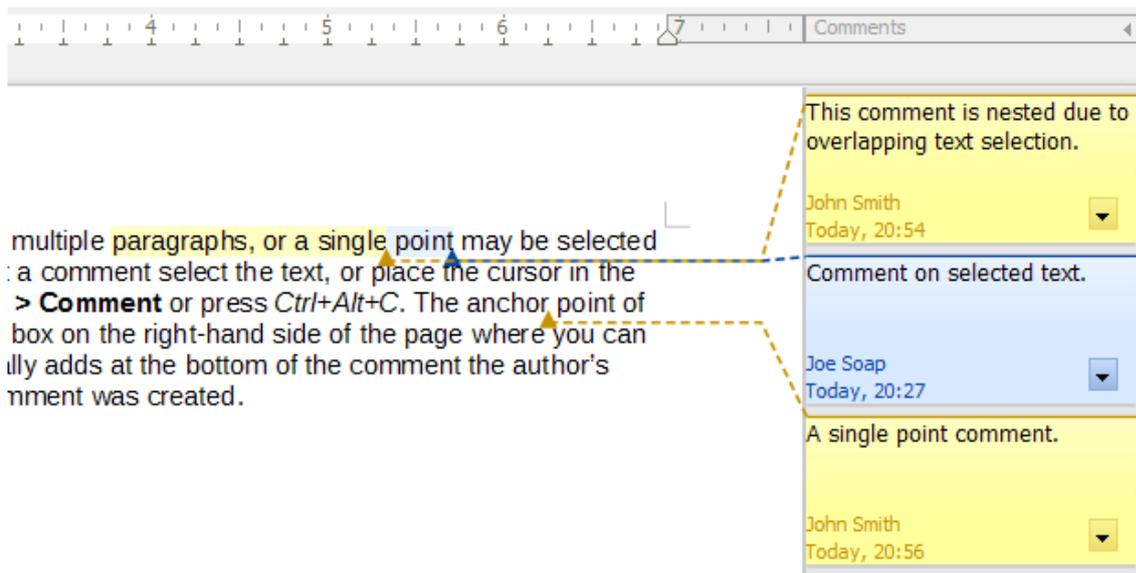 4 5 6 7 Comments
This comment is nested due to
overlapping text selection.
John Smith
Today, 20:54
multiple paragraphs, or a single point may be selected
a comment select the text, or place the cursor in the
> Comment or press Ctrl+Alt+C. The anchor point of
box on the right-hand side of the page where you can
lly adds at the bottom of the comment the author's
mment was created.
Comment on selected text.
Joe Soap
Today, 20:27
A single point comment.
John Smith
Today, 20:56